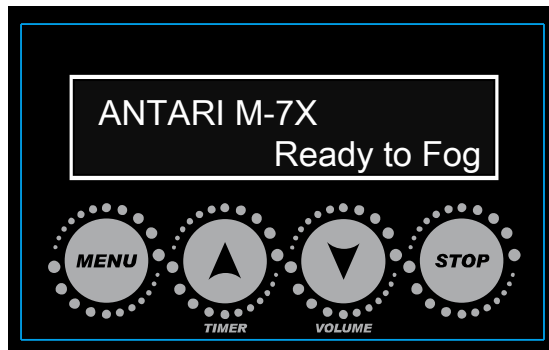 ANTARI M-7X
Ready to Fog
MENU
STOP
TIMER
VOLUME